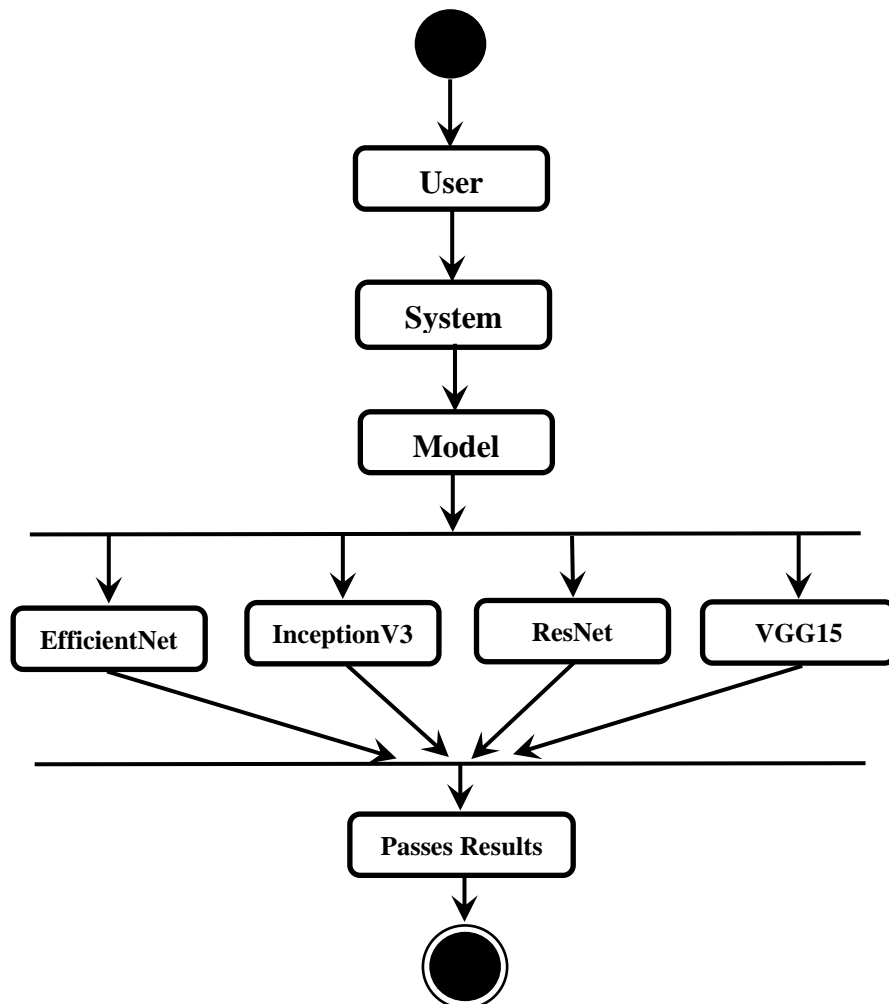 User
System
Model
EfficientNet
InceptionV3
ResNet
VGG15
Passes Results